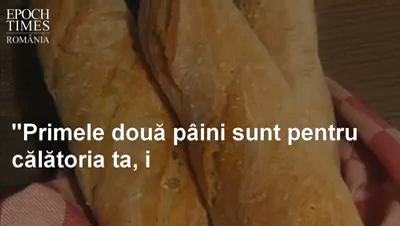 EPOCH
TIMES
ROMÂNIA
"Primele două pâini sunt pentru
călătoria ta, i